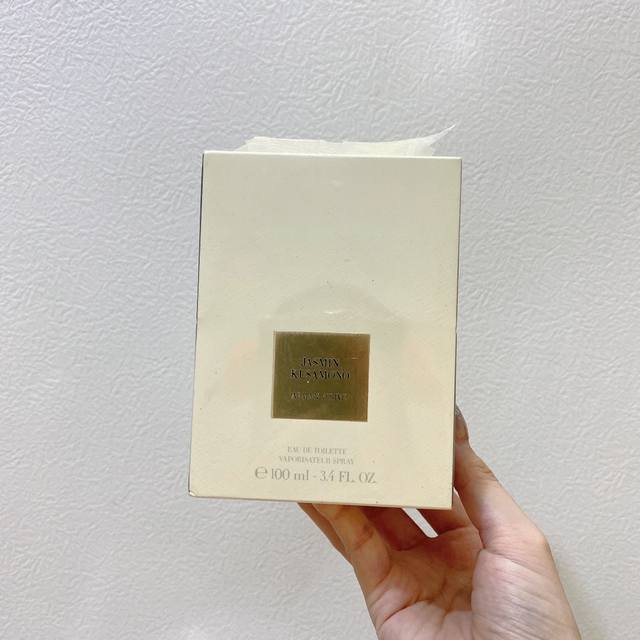 JASMIN
KUSAMONO
EAU DE TOILETTE
VAPORISATEUR SPRAY
℮ 100 ml - 3.4 FL. OZ.